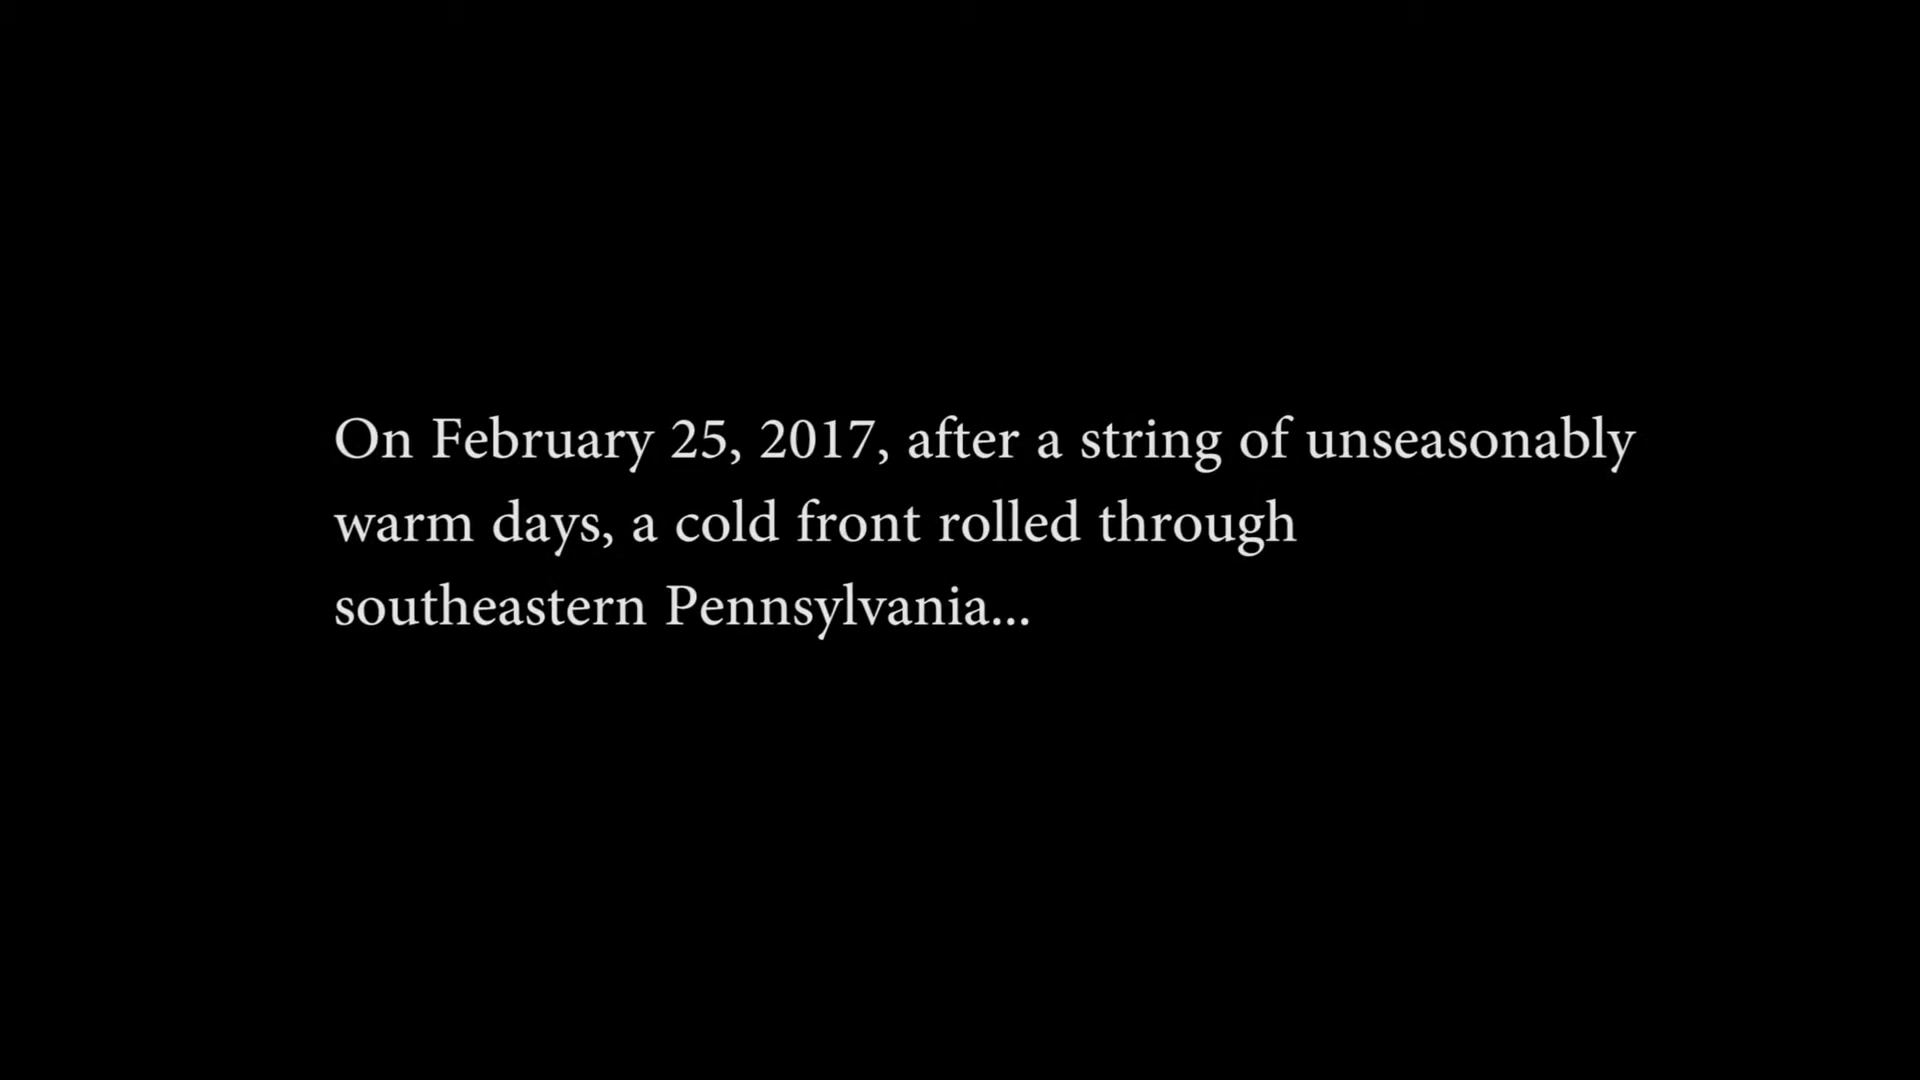 On February 25, 2017, after a string of unseasonably
warm days, a cold front rolled through
southeastern Pennsylvania...